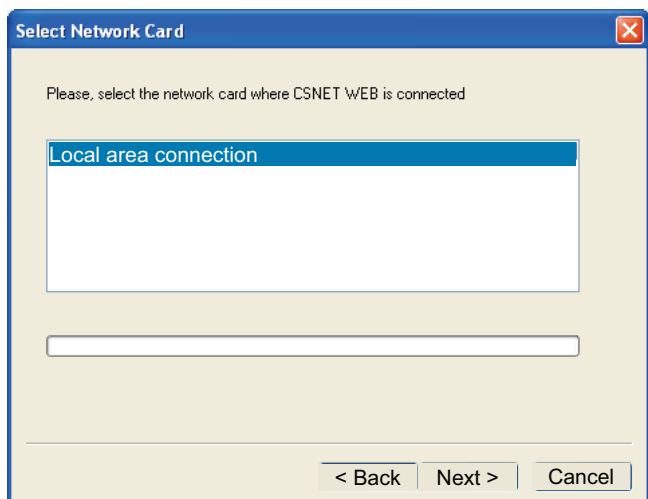 Select Network Card
Please, select the network card where CSNET WEB is connected
Local area connection
< Back Next > Cancel